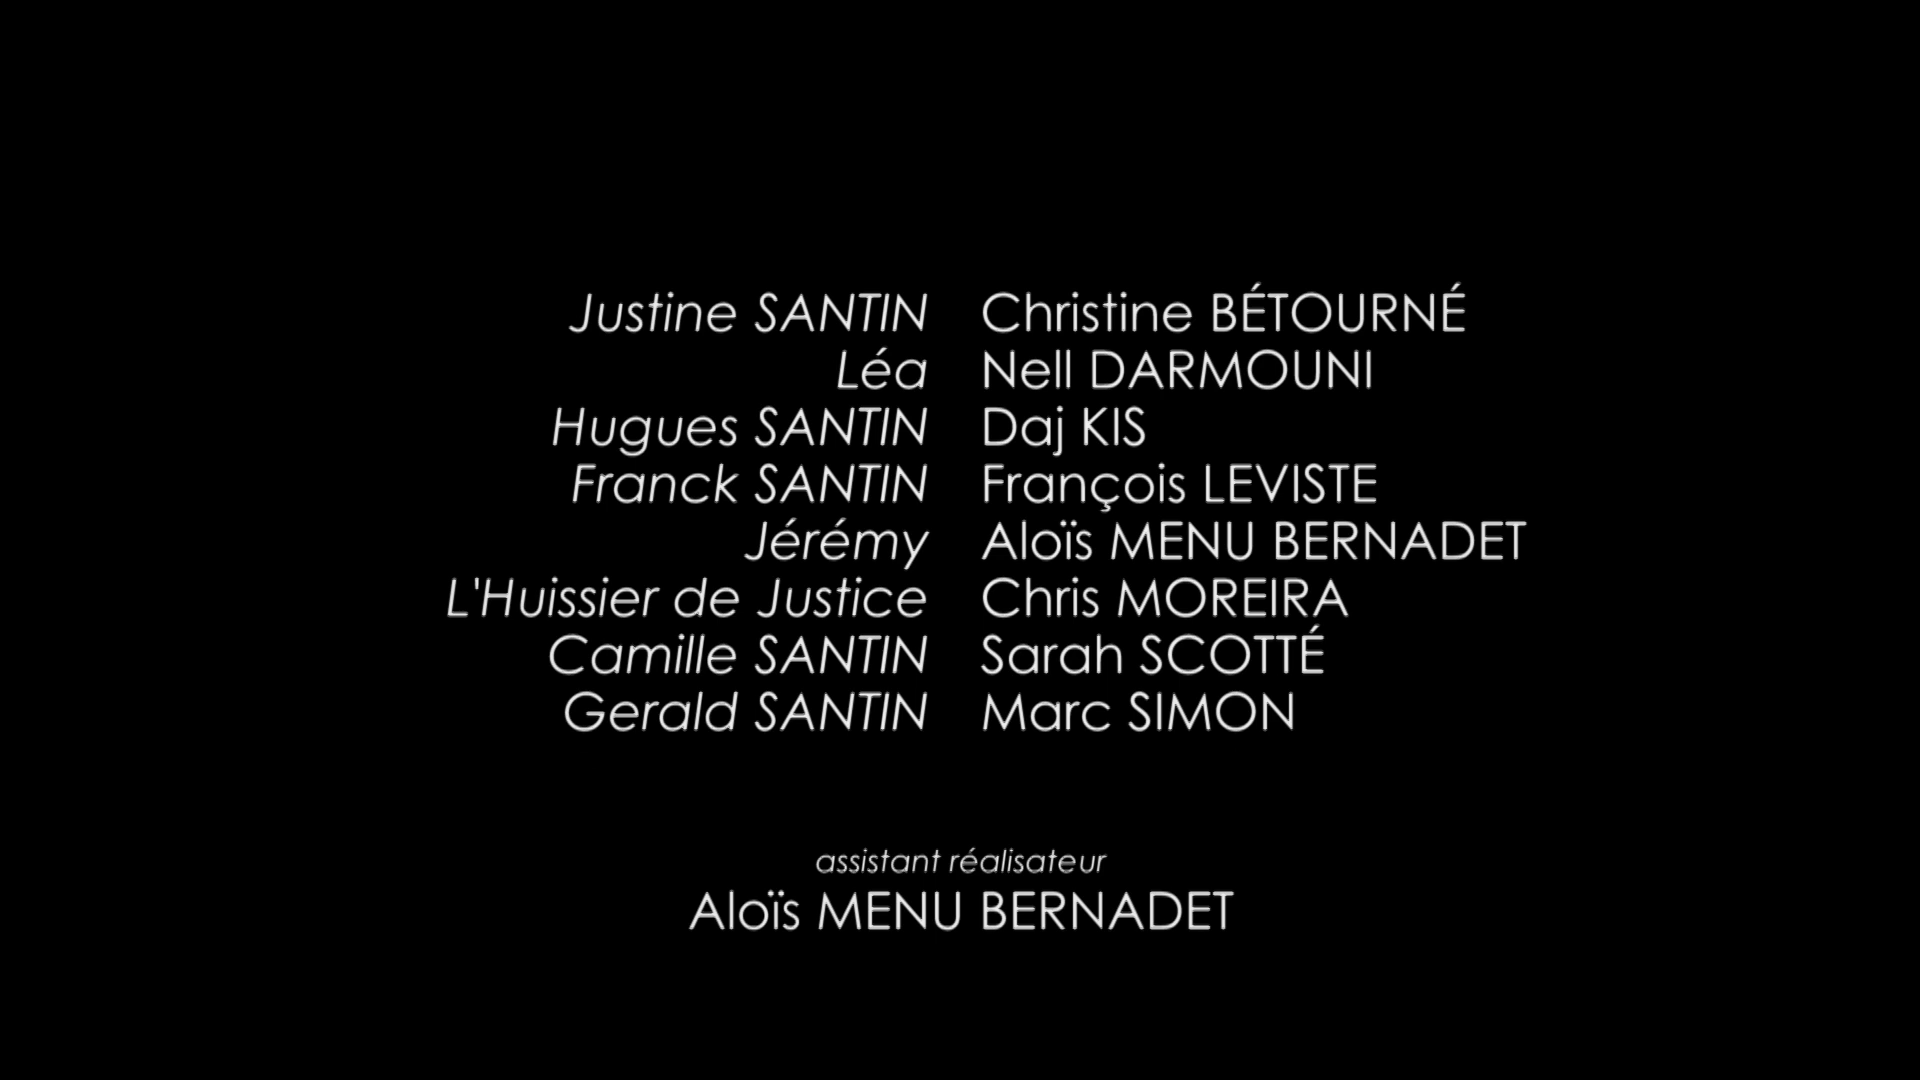 Justine SANTIN Christine BÉTOURNÉ
Léa Nell DARMOUNI
Hugues SANTIN Daj KIS
Franck SANTIN François LEVISTE
Jérémy Aloïs MENU BERNADET
L'Huissier de Justice Chris MOREIRA
Camille SANTIN Sarah SCOTTÉ
Gerald SANTIN Marc SIMON
assistant réalisateur
Aloïs MENU BERNADET